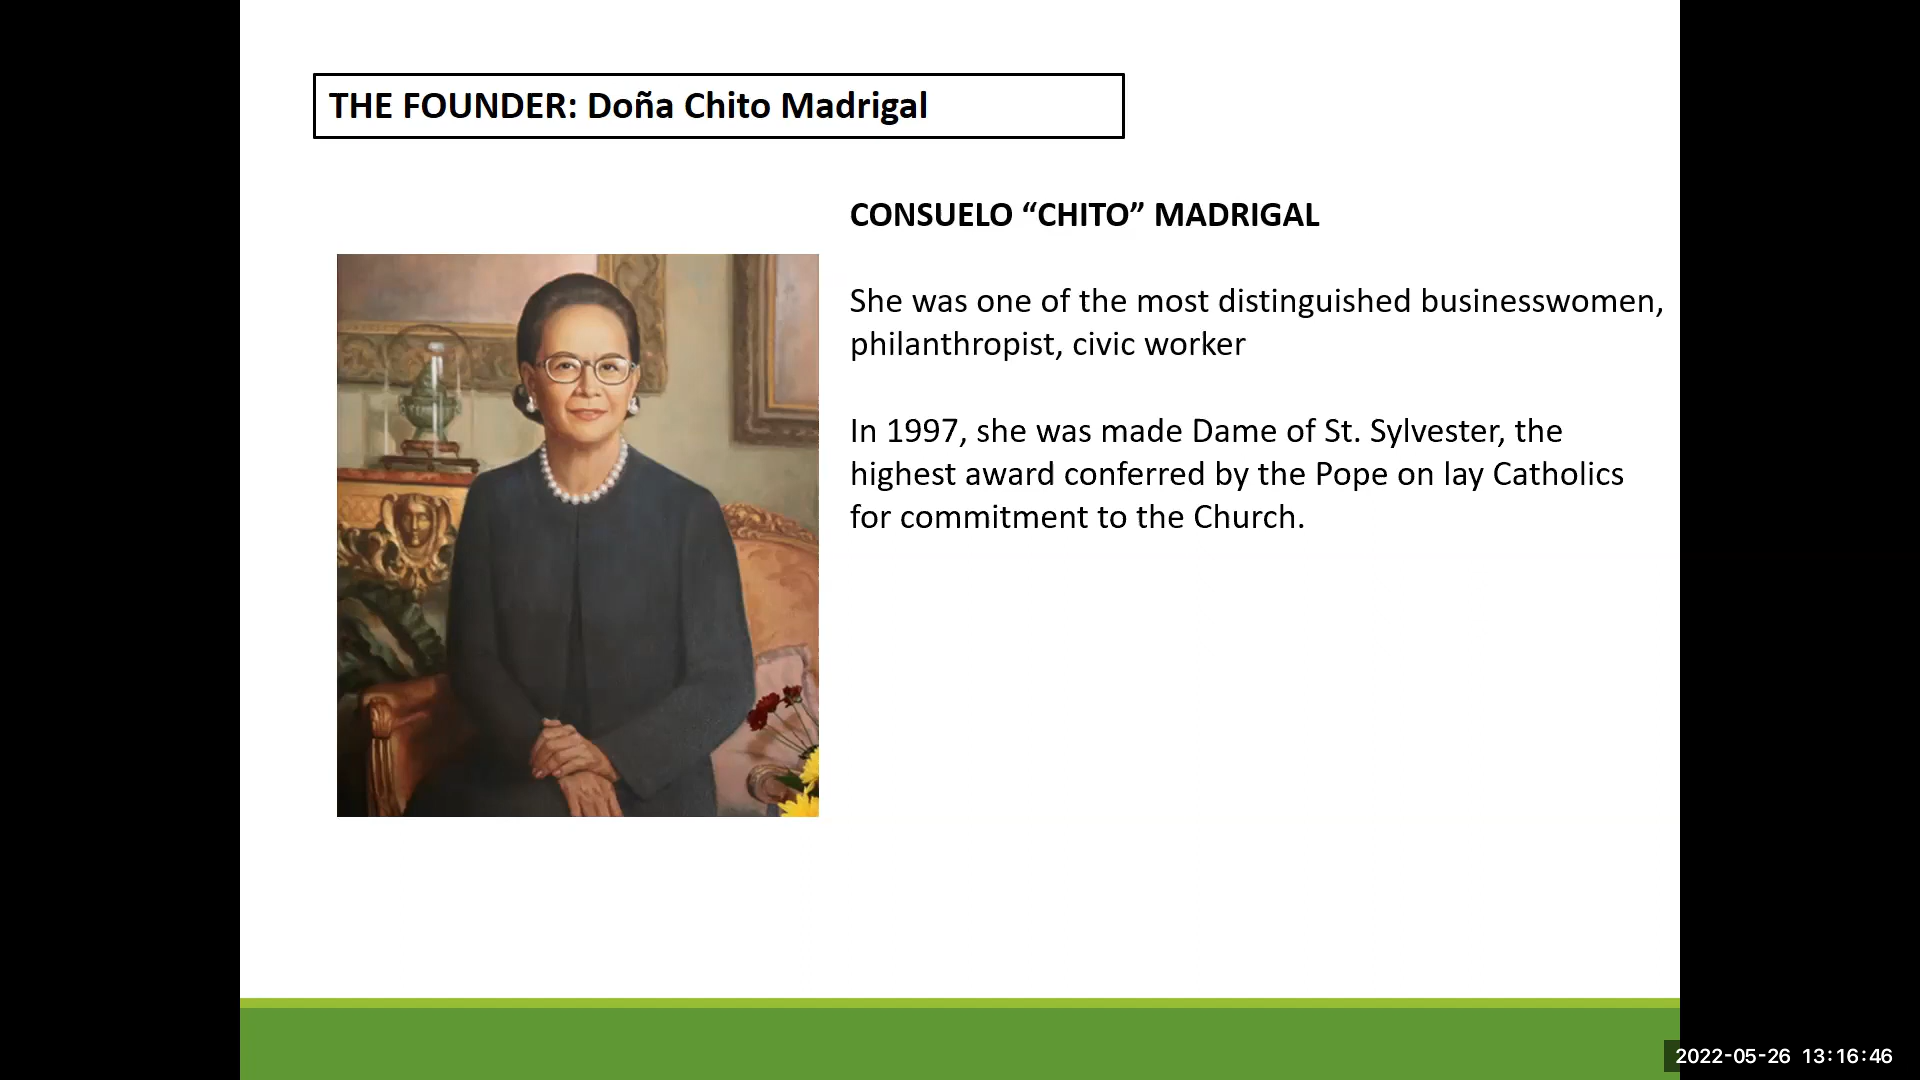 THE FOUNDER: Doña Chito Madrigal
CONSUELO “CHITO” MADRIGAL
She was one of the most distinguished businesswomen,
philanthropist, civic worker
In 1997, she was made Dame of St. Sylvester, the
highest award conferred by the Pope on lay Catholics
for commitment to the Church.
2022-05-26 13:16:46